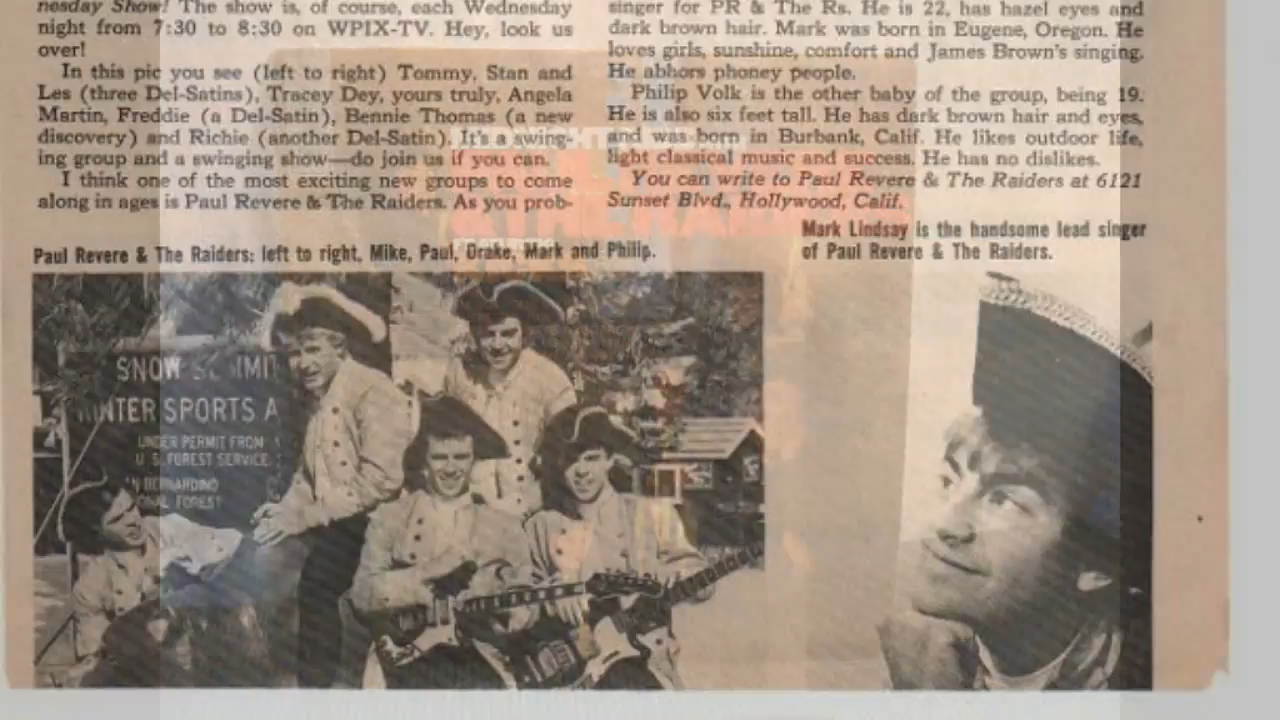 nesday Show! The show is, of course, each Wednesday
night from 7:30 to 8:30 on WPIX-TV. Hey, look us
over!
In this pic you see (left to right) Tommy, Stan and
Les (three Del-Satins), Tracey Dey, yours truly, Angela
Martin, Freddie (a Del-Satin), Bennie Thomas (a new
discovery) and Richie (another Del-Satin). It's a swing-
ing group and a swinging show—do join us if you can.
I think one of the most exciting new groups to come
along in ages is Paul Revere & The Raiders. As you prob-
singer for PR & The Rs. He is 22, has hazel eyes and
dark brown hair. Mark was born in Eugene, Oregon. He
loves girls, sunshine, comfort and James Brown's singing.
He abhors phoney people.
Philip Volk is the other baby of the group, being 19.
He is also six feet tall. He has dark brown hair and eyes,
and was born in Burbank, Calif. He likes outdoor life,
light classical music and success. He has no dislikes.
You can write to Paul Revere & The Raiders at 6121
Sunset Blvd., Hollywood, Calif.
Mark Lindsay is the handsome lead singer
of Paul Revere & The Raiders.
Paul Revere & The Raiders: left to right, Mike, Paul, Drake, Mark and Philip.
SNOW
SPORTS A
UNDER PERMIT FROM
U S FOREST SERVICE
& THE RAIDERS